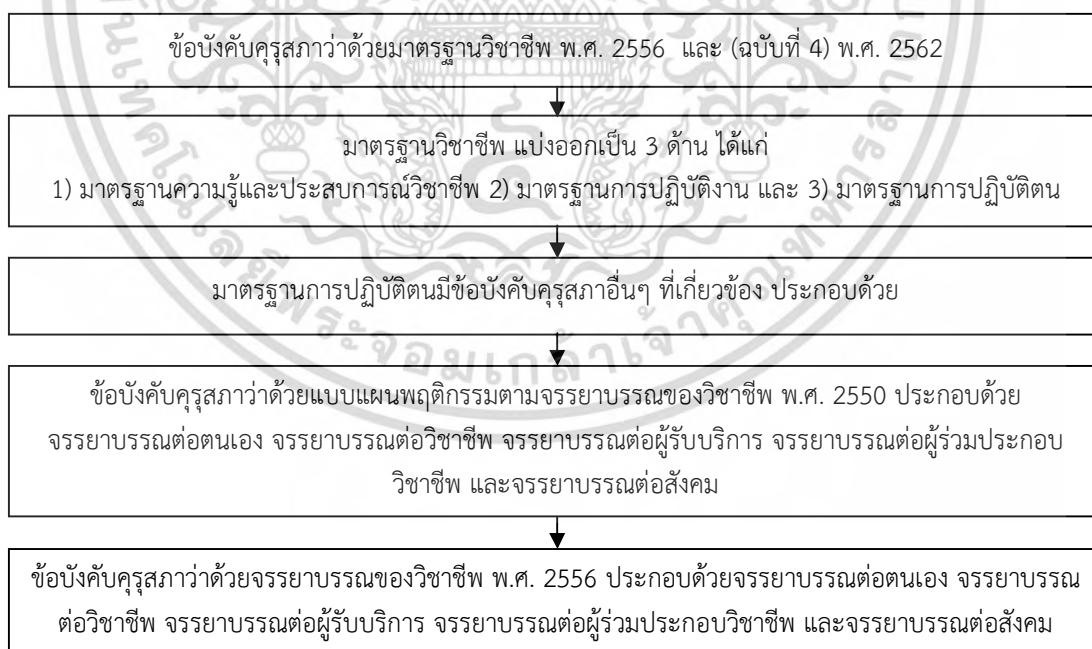 ข้อบังคับคุรุสภาว่าด้วยมาตรฐานวิชาชีพ พ.ศ. 2556 และ (ฉบับที่ 4) พ.ศ. 2562
มาตรฐานวิชาชีพ แบ่งออกเป็น 3 ด้าน ได้แก่
1) มาตรฐานความรู้และประสบการณ์วิชาชีพ 2) มาตรฐานการปฏิบัติงาน และ 3) มาตรฐานการปฏิบัติตน
มาตรฐานการปฏิบัติตนมีข้อบังคับคุรุสภาอื่นๆ ที่เกี่ยวข้อง ประกอบด้วย
ข้อบังคับคุรุสภาว่าด้วยแบบแผนพฤติกรรมตามจรรยาบรรณของวิชาชีพ พ.ศ. 2550 ประกอบด้วย
จรรยาบรรณต่อตนเอง จรรยาบรรณต่อวิชาชีพ จรรยาบรรณต่อผู้รับบริการ จรรยาบรรณต่อผู้ร่วมประกอบ
วิชาชีพ และจรรยาบรรณต่อสังคม
ข้อบังคับคุรุสภาว่าด้วยจรรยาบรรณของวิชาชีพ พ.ศ. 2556 ประกอบด้วยจรรยาบรรณต่อตนเอง จรรยาบรรณ
ต่อวิชาชีพ จรรยาบรรณต่อผู้รับบริการ จรรยาบรรณต่อผู้ร่วมประกอบวิชาชีพ และจรรยาบรรณต่อสังคม
พระจอมเกล้าเจ้าคุณทหารลา